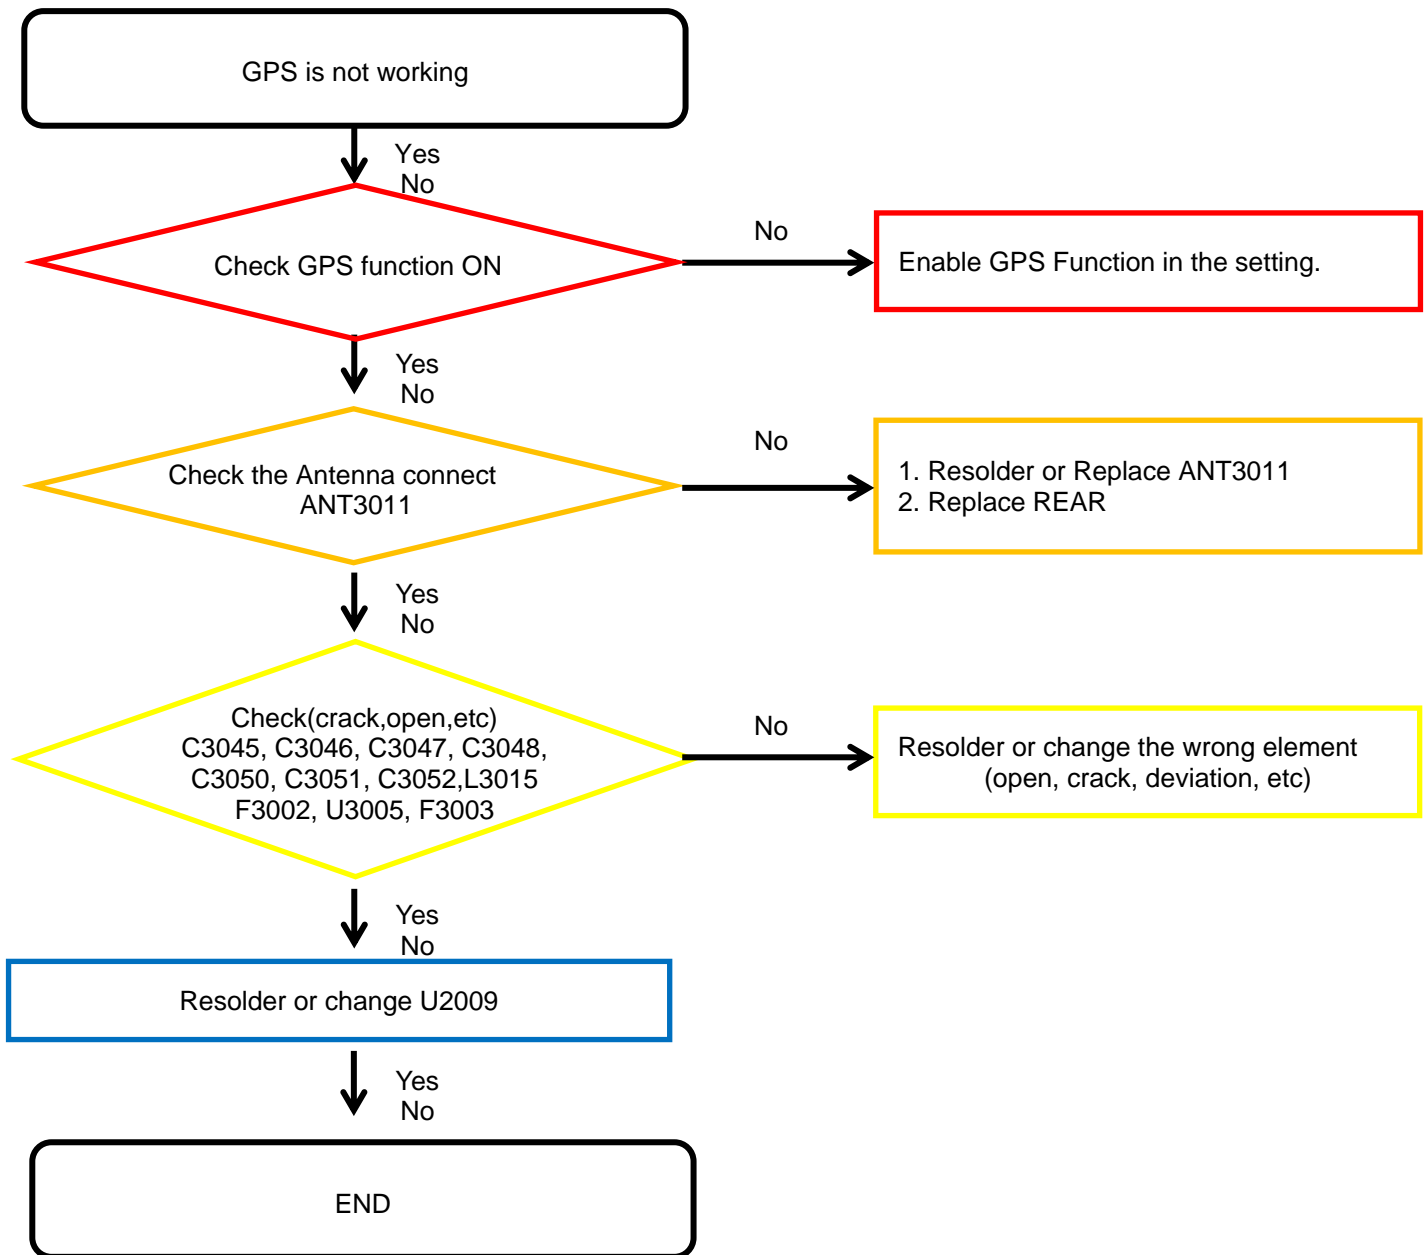 GPS is not working
Yes
No
Check GPS function ON
No
Enable GPS Function in the setting.
Yes
No
Check the Antenna connect
ANT3011
No
1. Resolder or Replace ANT3011
2. Replace REAR
Yes
No
Check(crack,open,etc)
C3045, C3046, C3047, C3048,
C3050, C3051, C3052,L3015
F3002, U3005, F3003
No
Resolder or change the wrong element
(open, crack, deviation, etc)
Yes
No
Resolder or change U2009
Yes
No
END